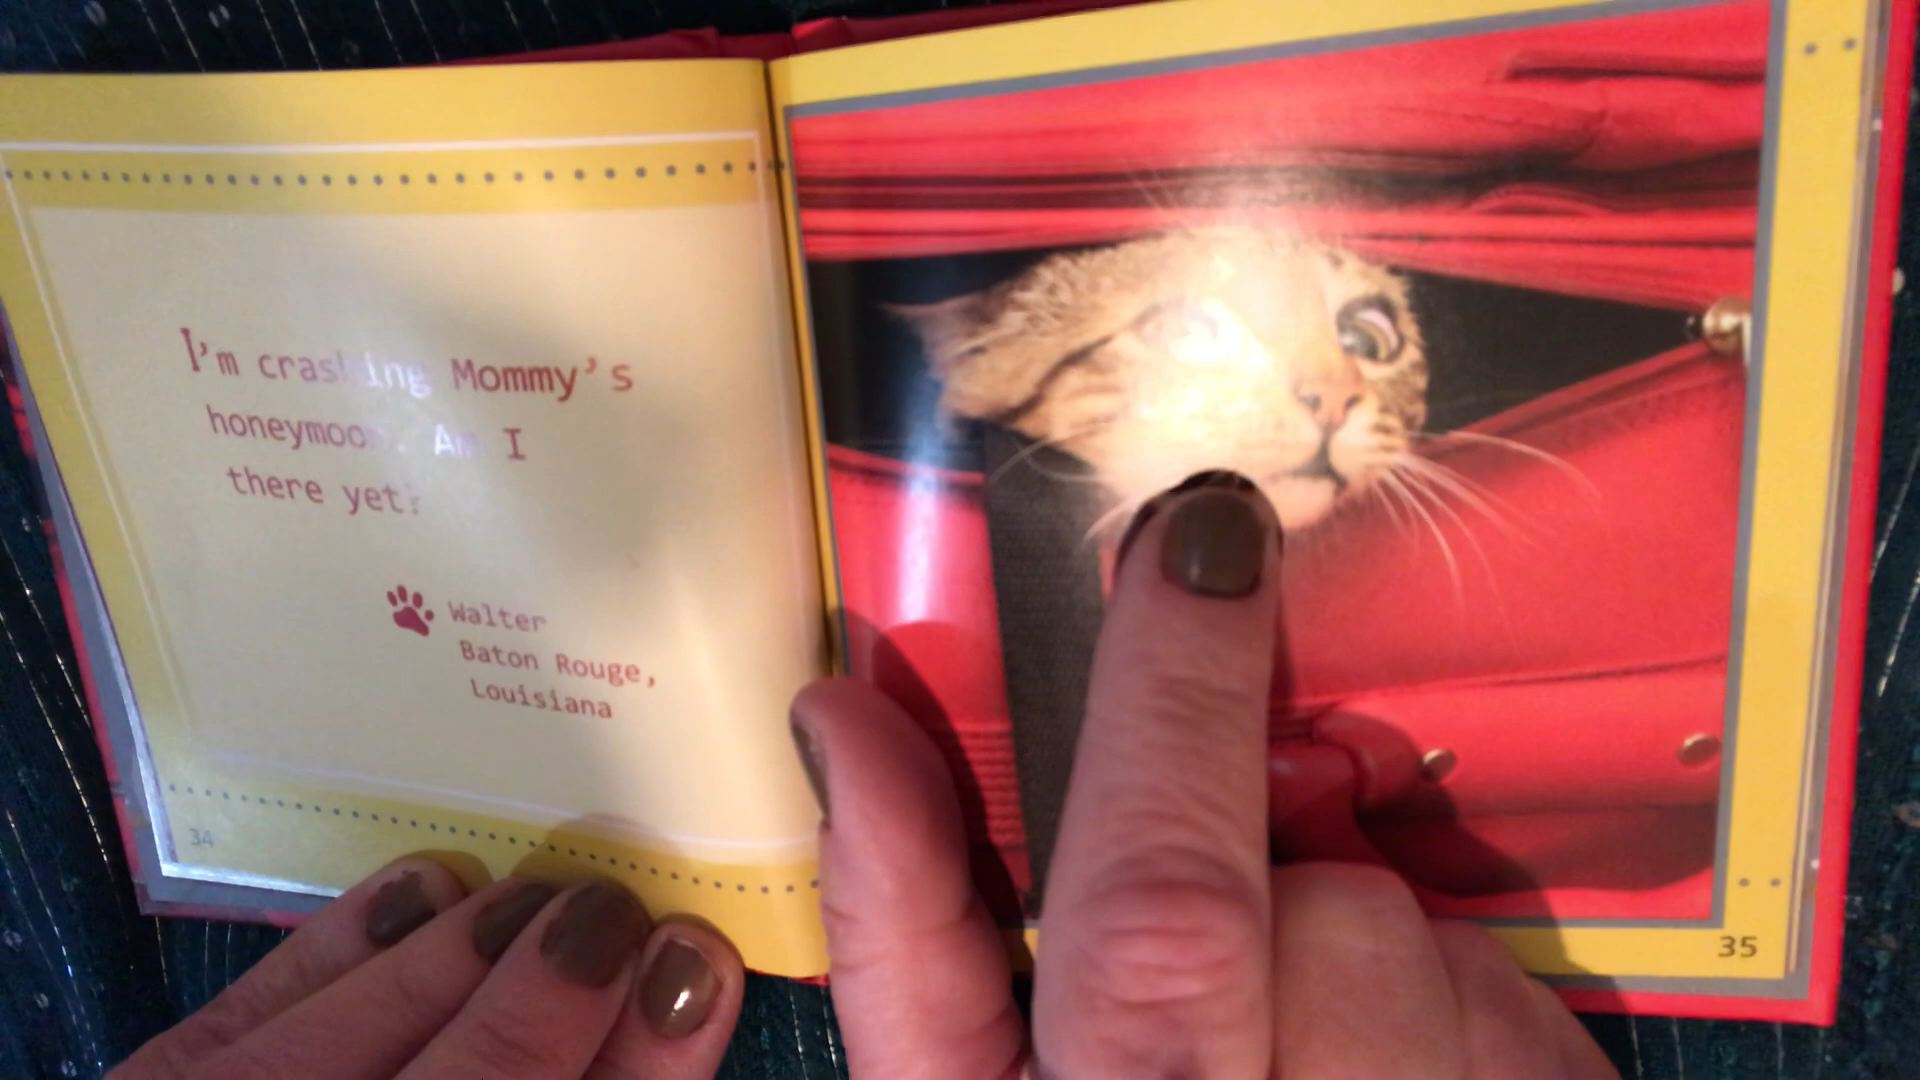 I'm crashing Mommy's
honeymoon. Am I
there yet?
Walter
Baton Rouge,
Louisiana
34
35